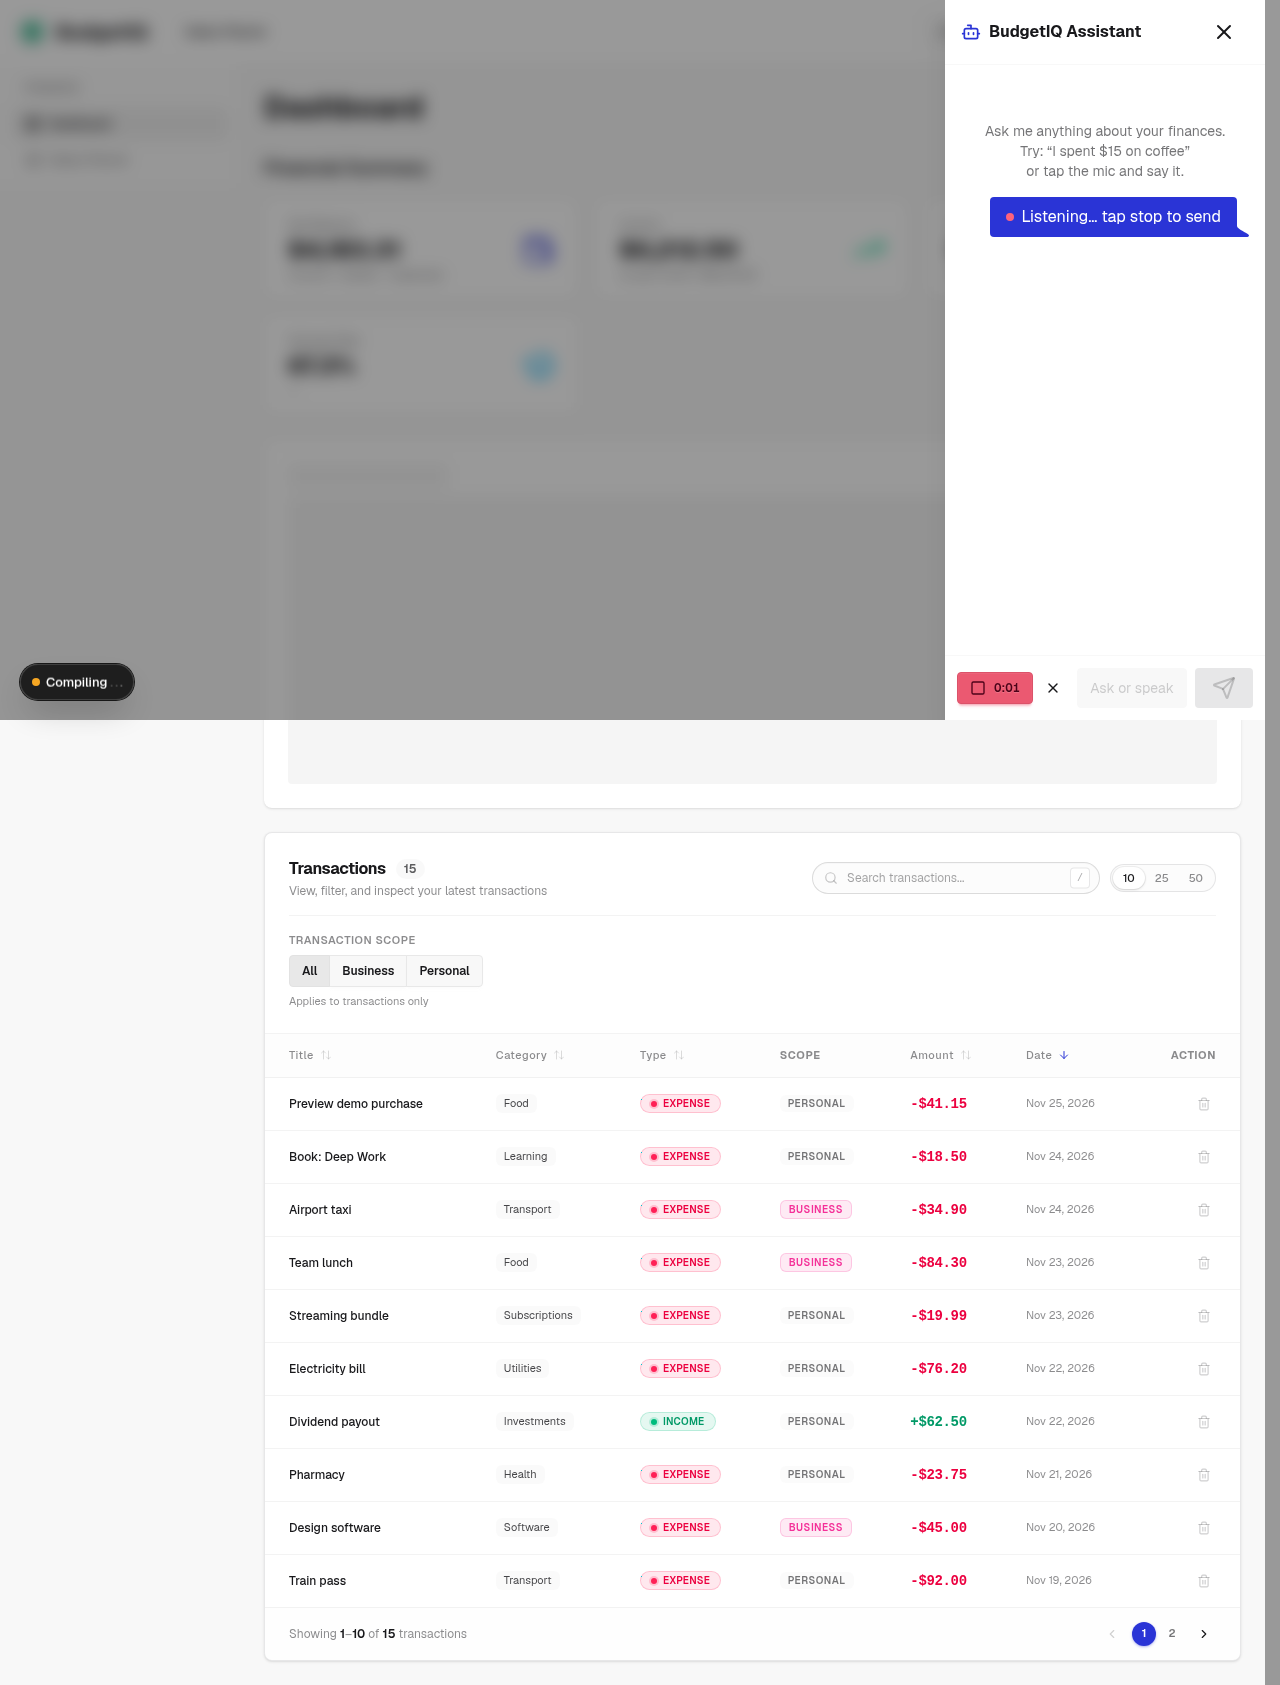 BudgetIQ Assistant
Dashboard
Financial Summary
Ask me anything about your finances.
Try: “I spent $15 on coffee”
or tap the mic and say it.
Listening... tap stop to send
Compiling...
0:01
Ask or speak
Transactions 15
View, filter, and inspect your latest transactions
Search transactions... /
10 25 50
TRANSACTION SCOPE
All Business Personal
Applies to transactions only
Title Category Type SCOPE Amount Date ACTION
Preview demo purchase Food EXPENSE PERSONAL -$41.15 Nov 25, 2026
Book: Deep Work Learning EXPENSE PERSONAL -$18.50 Nov 24, 2026
Airport taxi Transport EXPENSE BUSINESS -$34.90 Nov 24, 2026
Team lunch Food EXPENSE BUSINESS -$84.30 Nov 23, 2026
Streaming bundle Subscriptions EXPENSE PERSONAL -$19.99 Nov 23, 2026
Electricity bill Utilities EXPENSE PERSONAL -$76.20 Nov 22, 2026
Dividend payout Investments INCOME PERSONAL +$62.50 Nov 22, 2026
Pharmacy Health EXPENSE PERSONAL -$23.75 Nov 21, 2026
Design software Software EXPENSE BUSINESS -$45.00 Nov 20, 2026
Train pass Transport EXPENSE PERSONAL -$92.00 Nov 19, 2026
Showing 1–10 of 15 transactions
1 2